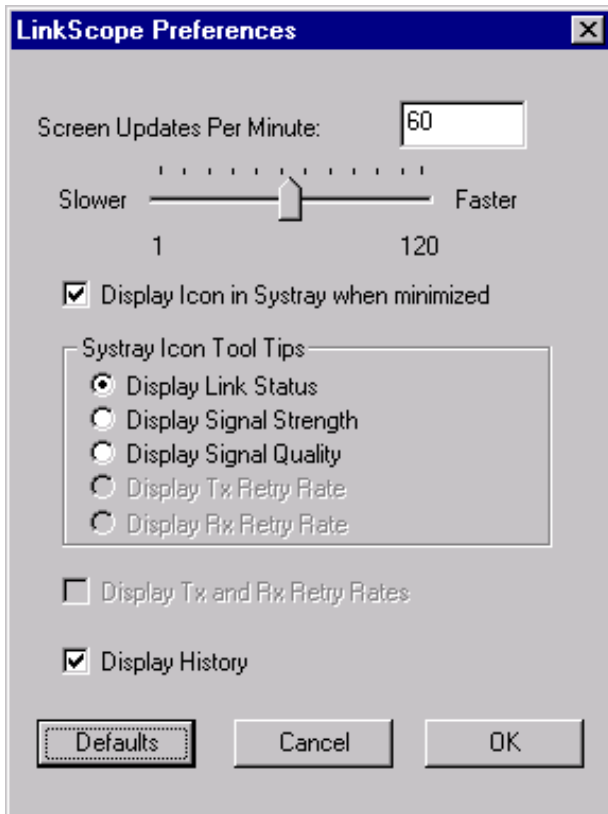 LinkScope Preferences
Screen Updates Per Minute: 60
Slower Faster
1 120
Display Icon in Systray when minimized
Systray Icon Tool Tips
Display Link Status
Display Signal Strength
Display Signal Quality
Display Tx Retry Rate
Display Rx Retry Rate
Display Tx and Rx Retry Rates
Display History
Defaults Cancel OK